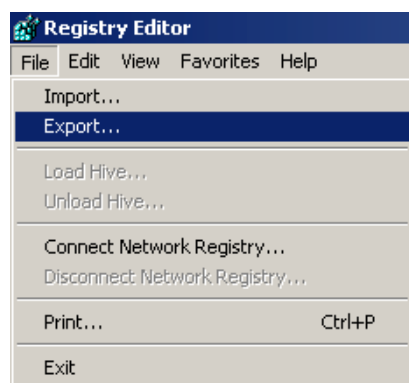 Registry Editor
File Edit View Favorites Help
Import...
Export...
Load Hive...
Unload Hive...
Connect Network Registry...
Disconnect Network Registry...
Print... Ctrl+P
Exit